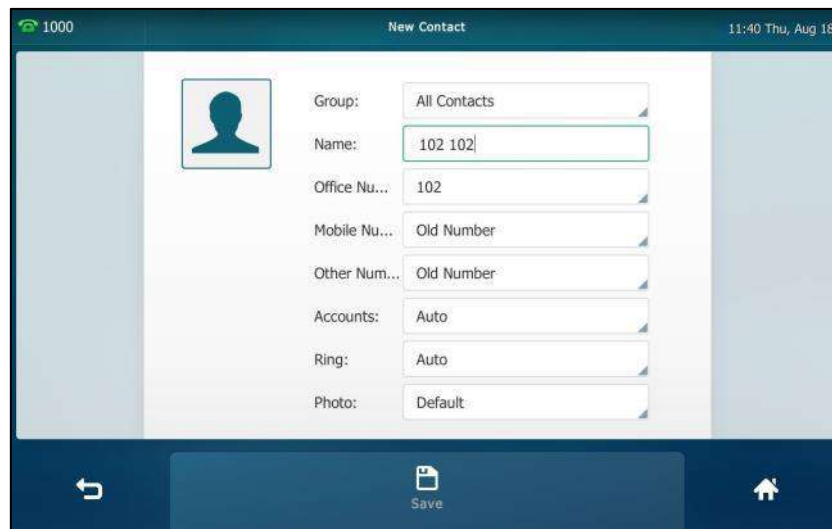 1000 New Contact 11:40 Thu, Aug 18
Group: All Contacts
Name: 102 102
Office Nu... 102
Mobile Nu... Old Number
Other Num... Old Number
Accounts: Auto
Ring: Auto
Photo: Default
Save